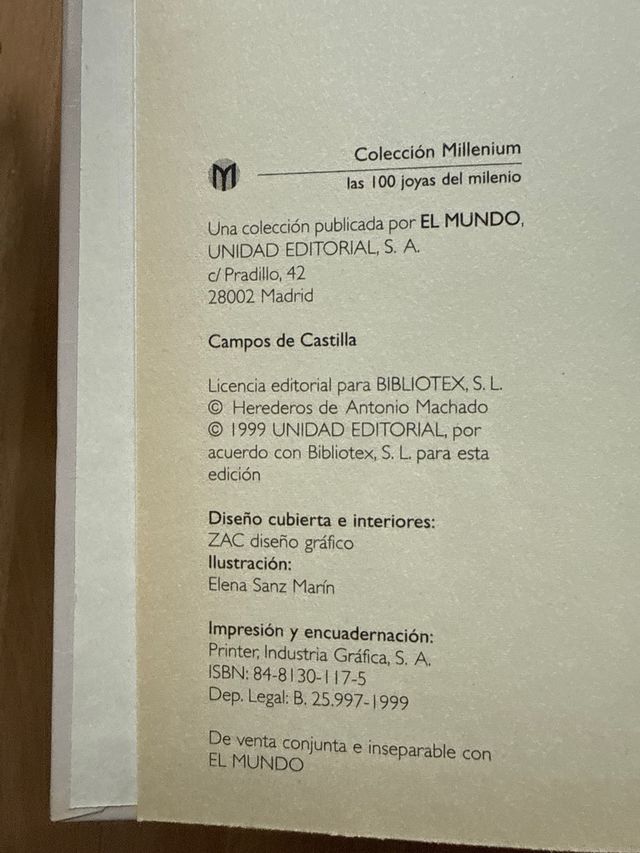 M
Colección Millenium
las 100 joyas del milenio
Una colección publicada por EL MUNDO,
UNIDAD EDITORIAL, S. A.
c/ Pradillo, 42
28002 Madrid
Campos de Castilla
Licencia editorial para BIBLIOTEX, S. L.
© Herederos de Antonio Machado
© 1999 UNIDAD EDITORIAL, por
acuerdo con Bibliotex, S. L. para esta
edición
Diseño cubierta e interiores:
ZAC diseño gráfico
Ilustración:
Elena Sanz Marín
Impresión y encuadernación:
Printer, Industria Gráfica, S. A.
ISBN: 84-8130-117-5
Dep. Legal: B. 25.997-1999
De venta conjunta e inseparable con
EL MUNDO